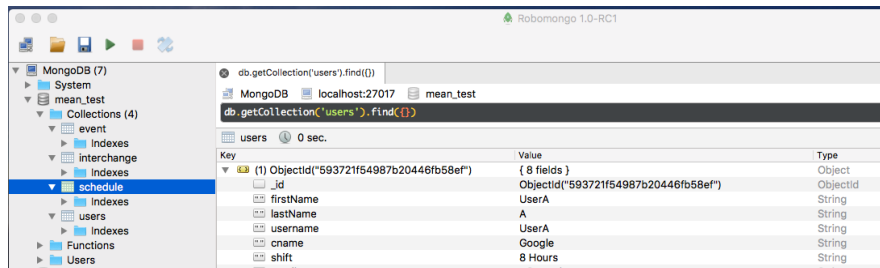 Robomongo 1.0-RC1
MongoDB (7)
System
mean_test
Collections (4)
event
Indexes
interchange
Indexes
schedule
Indexes
users
Indexes
Functions
Users
db.getCollection('users').find({})
MongoDB localhost:27017 mean_test
db.getCollection('users').find({})
users 0 sec.
Key Value Type
(1) ObjectId("593721f54987b20446fb58ef") { 8 fields } Object
_id ObjectId("593721f54987b20446fb58ef") ObjectId
firstName UserA String
lastName A String
username UserA String
cname Google String
shift 8 Hours String